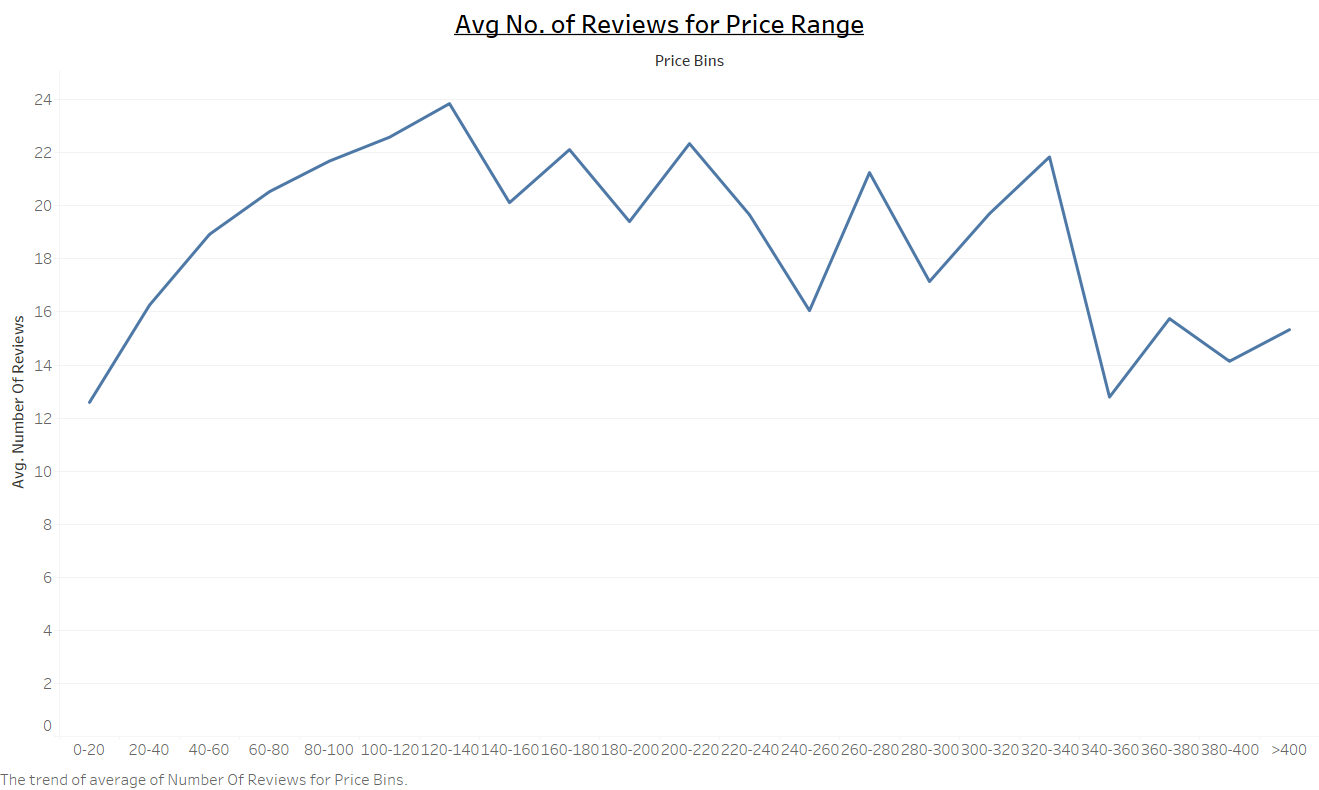 Avg No. of Reviews for Price Range
Price Bins
24
22
20
18
16
14
12
10
8
6
4
2
0
Avg. Number Of Reviews
0-20 20-40 40-60 60-80 80-100 100-120 120-140 140-160 160-180 180-200 200-220 220-240 240-260 260-280 280-300 300-320 320-340 340-360 360-380 380-400 >400
The trend of average of Number Of Reviews for Price Bins.